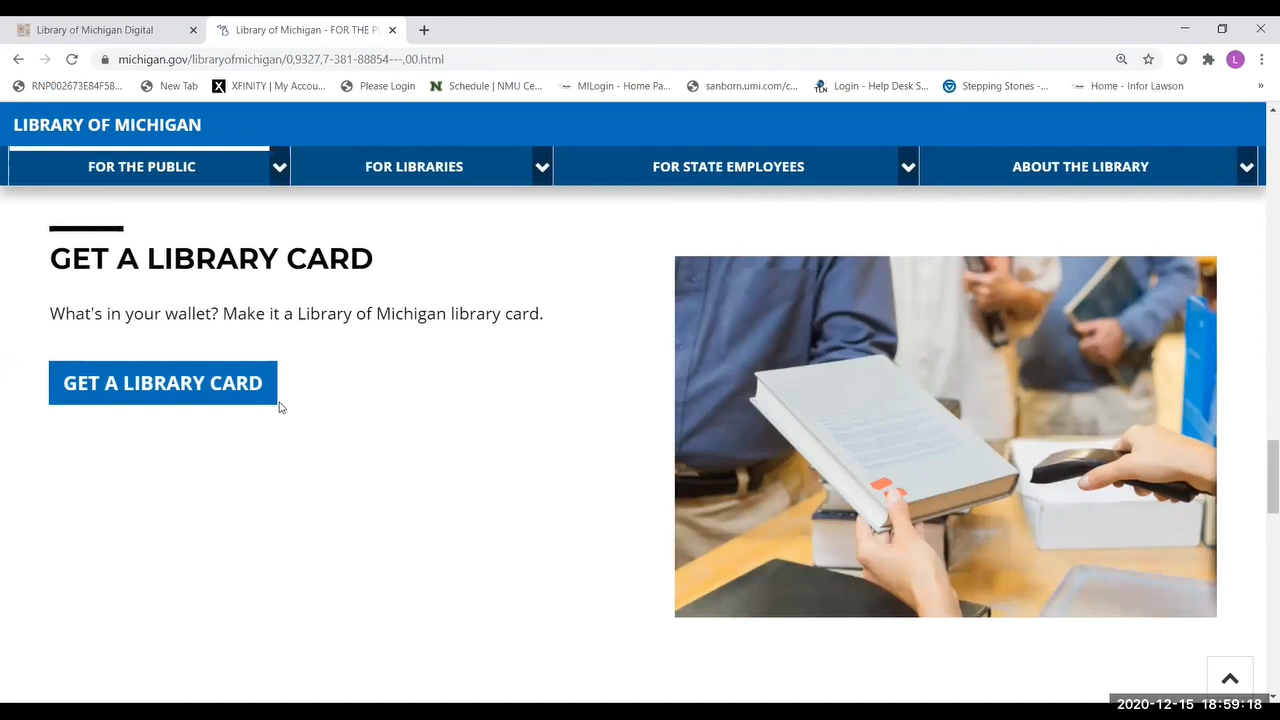 Library of Michigan Digital
Library of Michigan - FOR THE PU
michigan.gov/libraryofmichigan/0,9327,7-381-88854---,00.html
L
RNP002673E84F58...
New Tab
XFINITY | My Accou...
Please Login
Schedule | NMU Ce...
MILogin - Home Pa...
sanborn.umi.com/c...
TLN
Login - Help Desk S...
Stepping Stones -...
Home - Infor Lawson
LIBRARY OF MICHIGAN
FOR THE PUBLIC
FOR LIBRARIES
FOR STATE EMPLOYEES
ABOUT THE LIBRARY
GET A LIBRARY CARD
What's in your wallet? Make it a Library of Michigan library card.
GET A LIBRARY CARD
2020-12-15 18:59:18